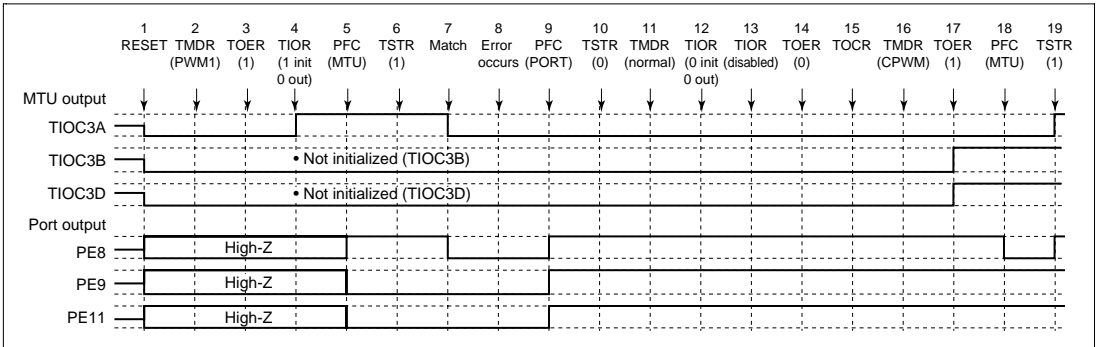 1 2 3 4 5 6 7 8 9 10 11 12 13 14 15 16 17 18 19
RESET TMDR TOER TIOR PFC TSTR Match Error PFC TSTR TMDR TIOR TIOR TOER TOCR TMDR TOER PFC TSTR
(PWM1) (1) (1 init (MTU) (1) occurs (PORT) (0) (normal) (0 init (disabled) (0) (CPWM) (1) (MTU) (1)
0 out) 0 out)
MTU output
TIOC3A
TIOC3B • Not initialized (TIOC3B)
TIOC3D • Not initialized (TIOC3D)
Port output
PE8 High-Z
PE9 High-Z
PE11 High-Z